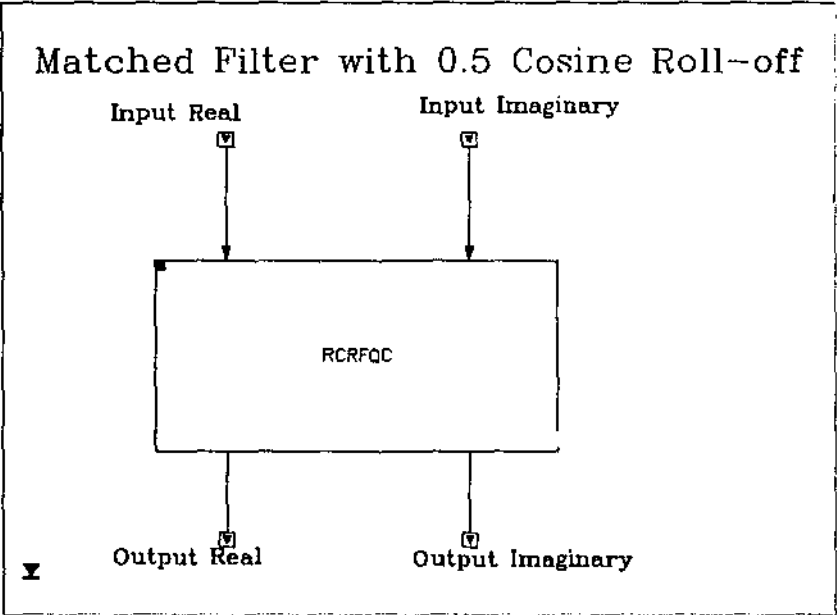 Matched Filter with 0.5 Cosine Roll-off
Input Real
Input Imaginary
RCRFQC
Output Real
Output Imaginary